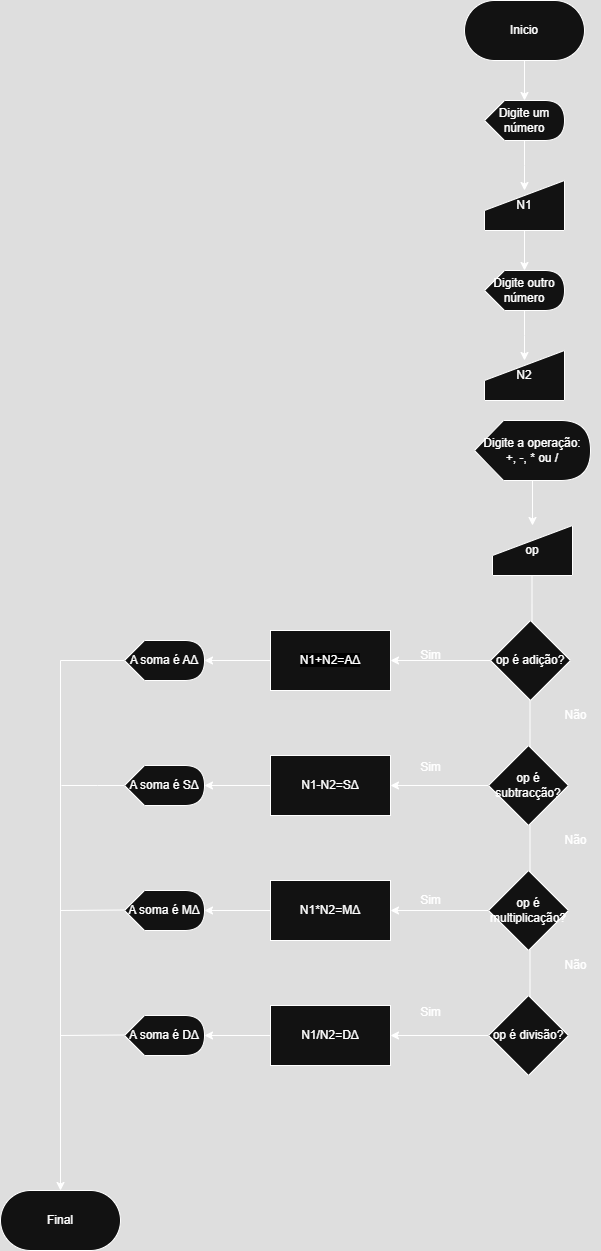 Inicio
Digite um
número
N1
Digite outro
número
N2
Digite a operação:
+, -, * ou /
op
A soma é AΔ
N1+N2=AΔ
Sim
op é adição?
Não
A soma é SΔ
N1-N2=SΔ
Sim
op é
subtracção?
Não
A soma é MΔ
N1*N2=MΔ
Sim
op é
multiplicação?
Não
A soma é DΔ
N1/N2=DΔ
Sim
op é divisão?
Final